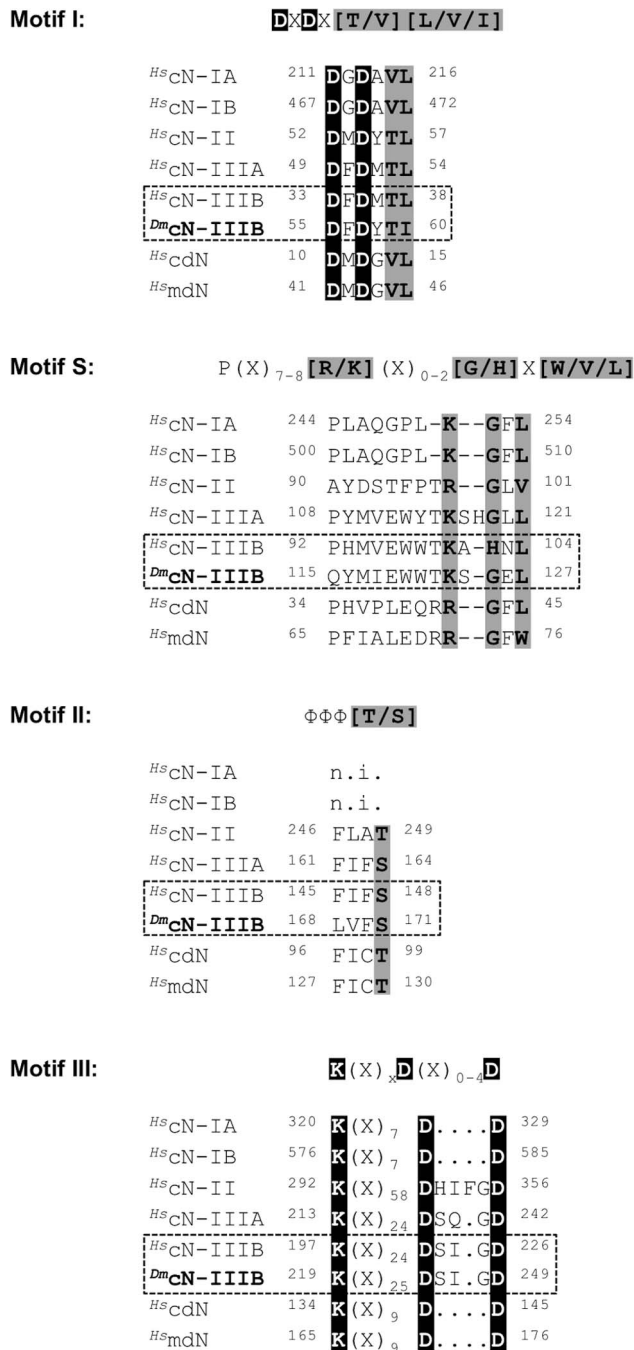 Motif I: DXDX[T/V][L/V/I]
HscN-IA 211 DGDAVL 216
HscN-IB 467 DGDAVL 472
HscN-II 52 DMDYTL 57
HscN-IIIA 49 DFDMTL 54
HscN-IIIB 33 DFDMTL 38
DmcN-IIIB 55 DFDYTI 60
HscdN 10 DMDGVL 15
HsmdN 41 DMDGVL 46
Motif S: P(X)7-8[R/K](X)0-2[G/H]X[W/V/L]
HscN-IA 244 PLAQGPL-K--GFL 254
HscN-IB 500 PLAQGPL-K--GFL 510
HscN-II 90 AYDSTFPTR--GLV 101
HscN-IIIA 108 PYMVEWYTKSHGLL 121
HscN-IIIB 92 PHMVEWWTKA-HNL 104
DmcN-IIIB 115 QYMIEWWTKS-GEL 127
HscdN 34 PHVPLEQRR--GFL 45
HsmdN 65 PFIALEDRR--GFW 76
Motif II: ΦΦΦ[T/S]
HscN-IA n.i.
HscN-IB n.i.
HscN-II 246 FLAT 249
HscN-IIIA 161 FIFS 164
HscN-IIIB 145 FIFS 148
DmcN-IIIB 168 LVFS 171
HscdN 96 FICT 99
HsmdN 127 FICT 130
Motif III: K(X)xD(X)0-4D
HscN-IA 320 K(X)7 D....D 329
HscN-IB 576 K(X)7 D....D 585
HscN-II 292 K(X)58 DHIFGD 356
HscN-IIIA 213 K(X)24 DSQ.GD 242
HscN-IIIB 197 K(X)24 DSI.GD 226
DmcN-IIIB 219 K(X)25 DSI.GD 249
HscdN 134 K(X)9 D....D 145
HsmdN 165 K(X)9 D....D 176